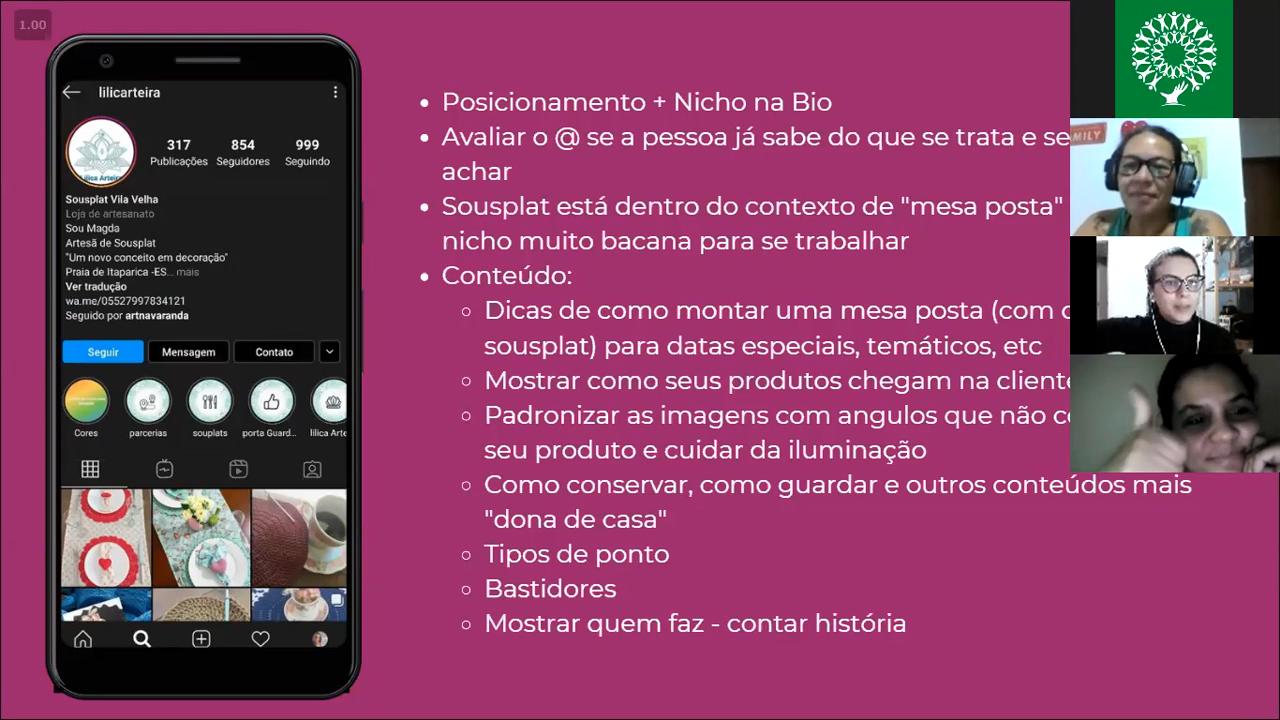 1.00
lilicarteira
317
854
999
Publicações
Seguidores
Seguindo
Lilica Arteira
Sousplat Vila Velha
Loja de artesanato
Sou Magda
Artesã de Sousplat
"Um novo conceito em decoração"
Praia de Itaparica -ES... mais
Ver tradução
wa.me/05527997834121
Seguido por artnavaranda
Seguir
Mensagem
Contato
Cores
parcerias
souplats
porta Guard...
lilica Arte
• Posicionamento + Nicho na Bio
• Avaliar o @ se a pessoa já sabe do que se trata e se
achar
• Sousplat está dentro do contexto de "mesa posta"
nicho muito bacana para se trabalhar
• Conteúdo:
◦ Dicas de como montar uma mesa posta (com
sousplat) para datas especiais, temáticos, etc
◦ Mostrar como seus produtos chegam na cliente
◦ Padronizar as imagens com angulos que não
seu produto e cuidar da iluminação
◦ Como conservar, como guardar e outros conteúdos mais
"dona de casa"
◦ Tipos de ponto
◦ Bastidores
◦ Mostrar quem faz - contar história